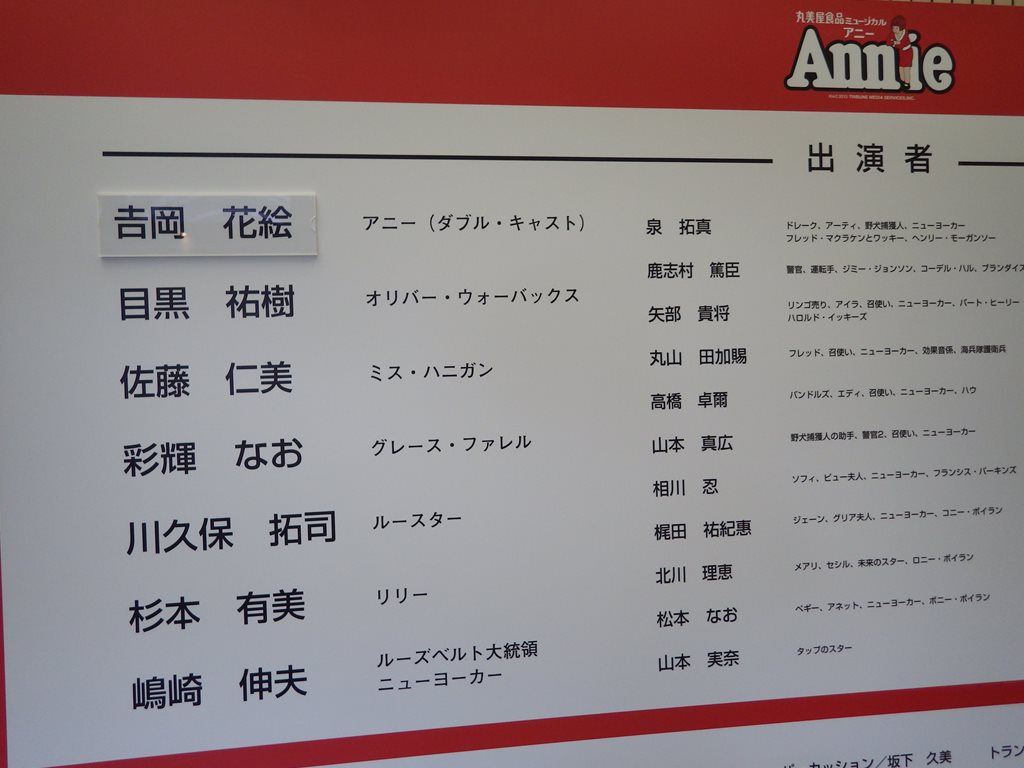 丸美屋食品ミュージカル
アニー
Annie
出演者
吉岡 花絵 アニー（ダブル・キャスト）
目黒 祐樹 オリバー・ウォーバックス
佐藤 仁美 ミス・ハニガン
彩輝 なお グレース・ファレル
川久保 拓司 ルースター
杉本 有美 リリー
嶋崎 伸夫 ルーズベルト大統領
ニューヨーカー
泉 拓真 ドレーク、アーティ、野犬捕獲人、ニューヨーカー
フレッド・マクラケンとワッキー、ヘンリー・モーガンソー
鹿志村 篤臣 警官、運転手、ジミー・ジョンソン、コーデル・ハル、ブランダイス
矢部 貴将 リンゴ売り、アイラ、召使い、ニューヨーカー、バート・ヒーリー
ハロルド・イッキーズ
丸山 田加賜 フレッド、召使い、ニューヨーカー、効果音係、海兵隊護衛兵
高橋 卓爾 バンドルズ、エディ、召使い、ニューヨーカー、ハウ
山本 真広 野犬捕獲人の助手、警官2、召使い、ニューヨーカー
相川 忍 ソフィ、ピュー夫人、ニューヨーカー、フランシス・パーキンズ
梶田 祐紀惠 ジェーン、グリア夫人、ニューヨーカー、コニー・ボイラン
北川 理恵 メアリ、セシル、未来のスター、ロニー・ボイラン
松本 なお ペギー、アネット、ニューヨーカー、ボニー・ボイラン
山本 実奈 タップのスター
パーカッション／坂下 久美 トラン